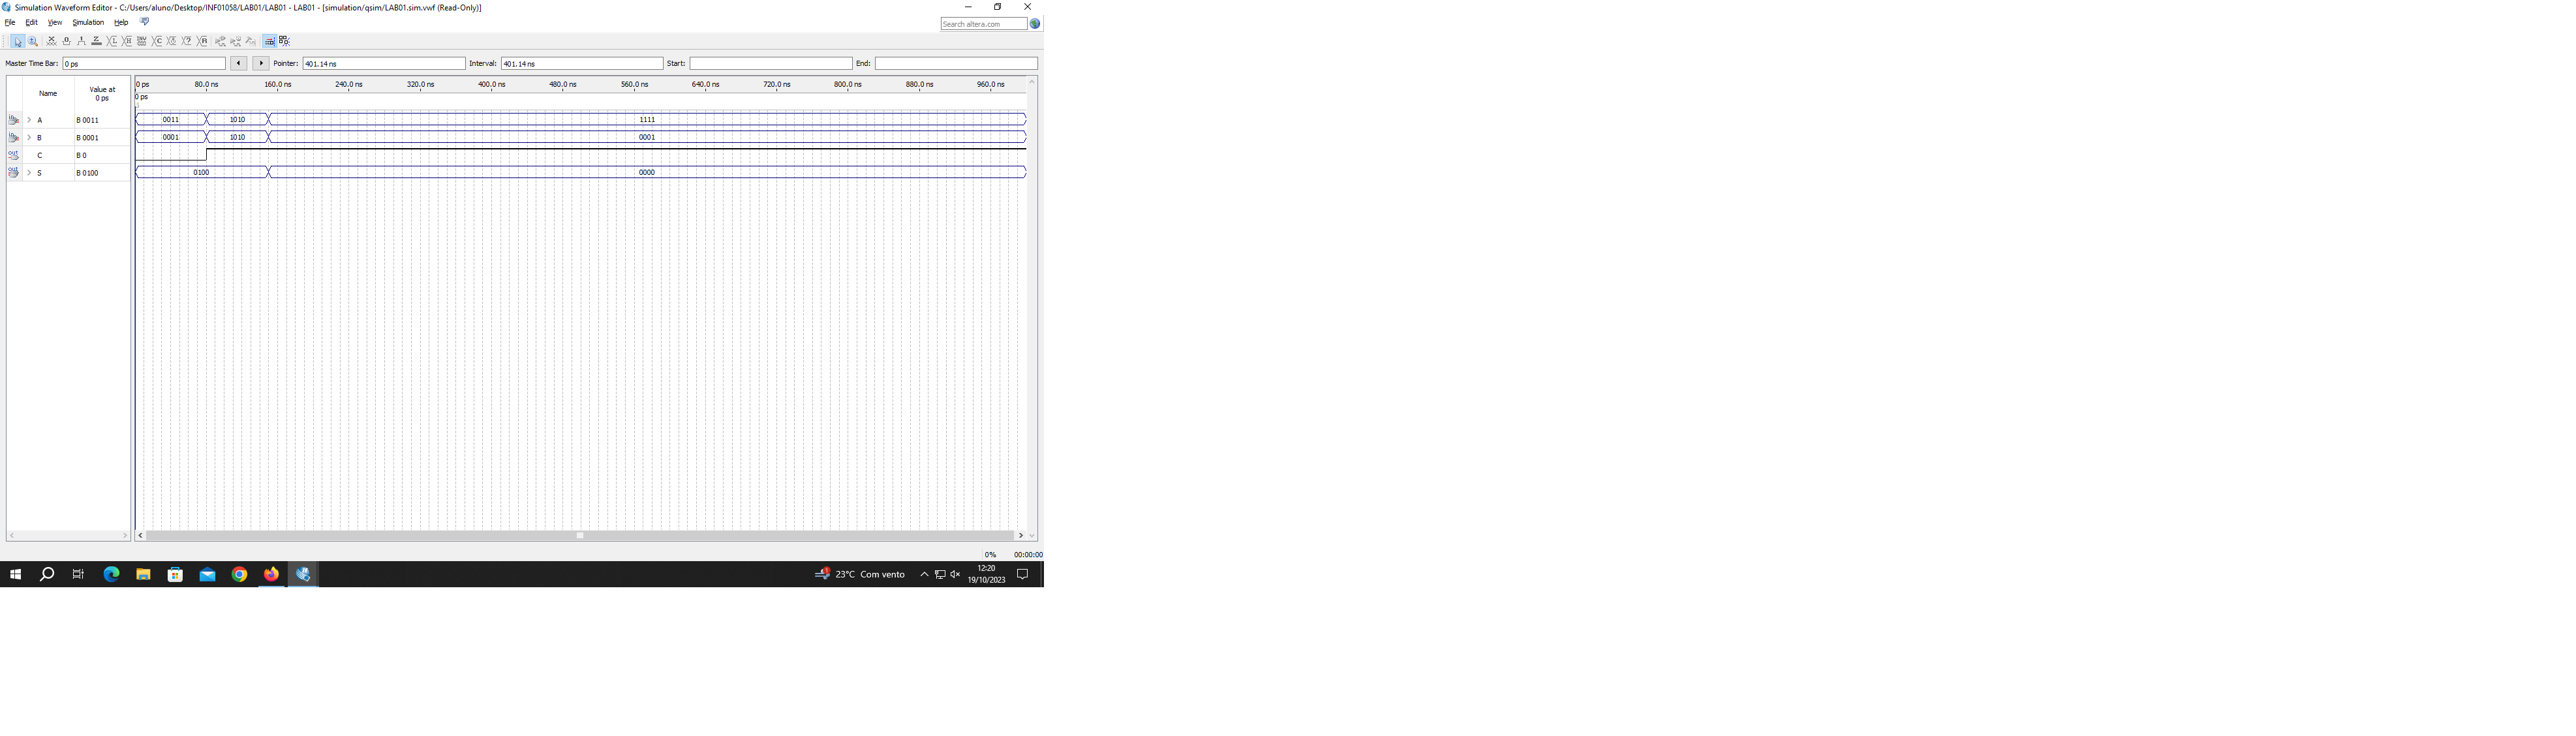 Simulation Waveform Editor - C:/Users/aluno/Desktop/INF01058/LAB01/LAB01 - LAB01 - [simulation/qsim/LAB01.sim.vwf (Read-Only)]
File Edit View Simulation Help
Search altera.com
Master Time Bar: 0 ps Pointer: 401.14 ns Interval: 401.14 ns Start: End:
Name Value at 0 ps
0 ps 80.0 ns 160.0 ns 240.0 ns 320.0 ns 400.0 ns 480.0 ns 560.0 ns 640.0 ns 720.0 ns 800.0 ns 880.0 ns 960.0 ns
0 ps
A B 0011 0011 1010 1111
B B 0001 0001 1010 0001
C B 0
S B 0100 0100 0000
0% 00:00:00
23°C Com vento
12:20
19/10/2023